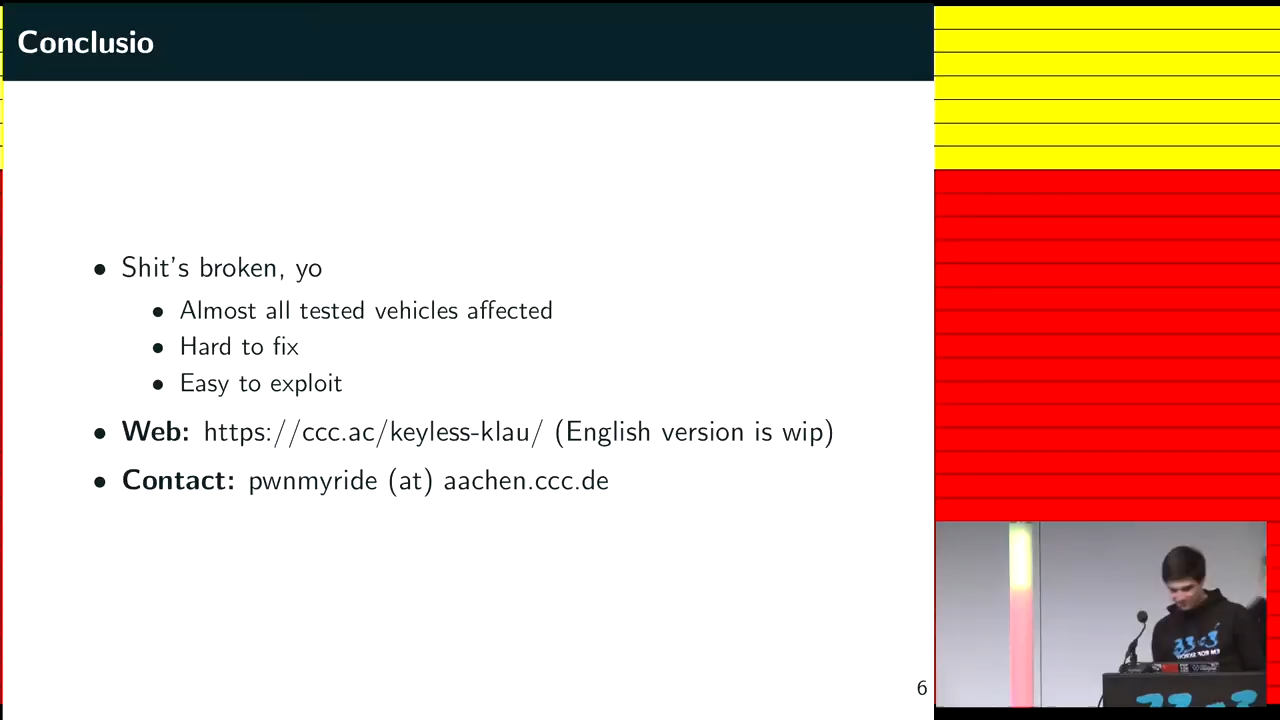 Conclusio
• Shit's broken, yo
• Almost all tested vehicles affected
• Hard to fix
• Easy to exploit
• Web: https://ccc.ac/keyless-klau/ (English version is wip)
• Contact: pwnmyride (at) aachen.ccc.de
6
33c3